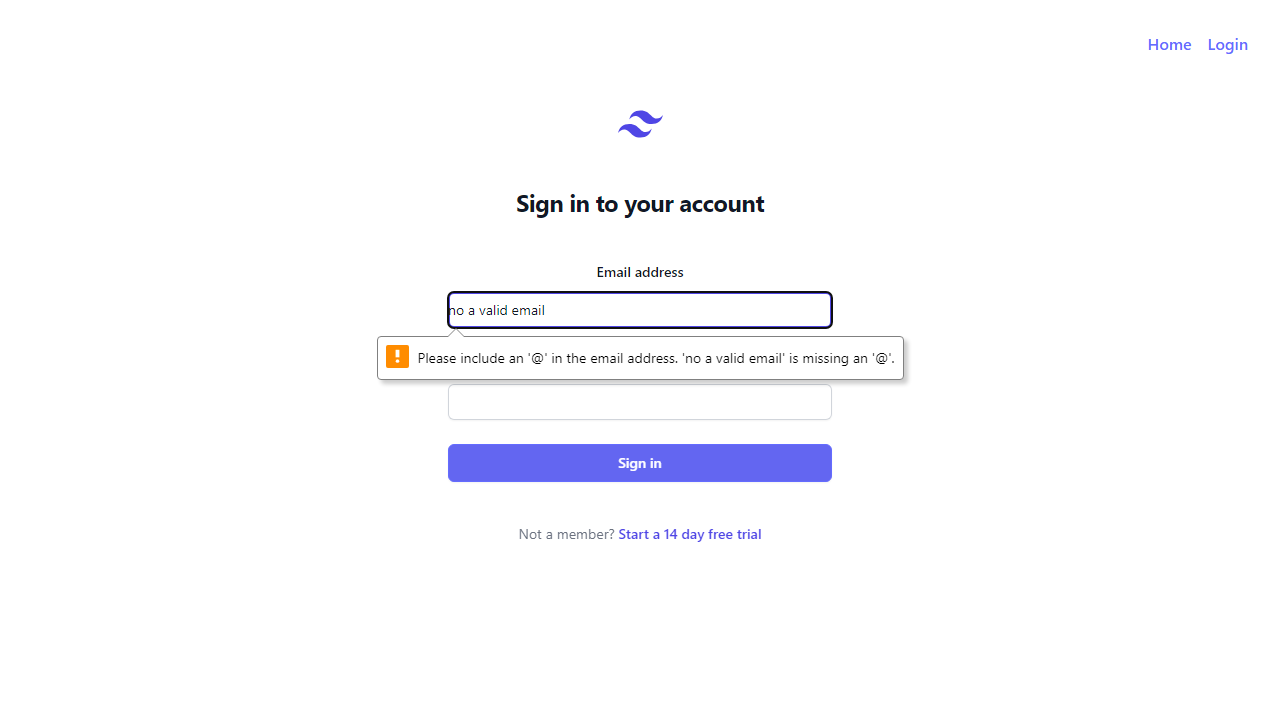 Home Login
Sign in to your account
Email address
no a valid email
Please include an '@' in the email address. 'no a valid email' is missing an '@'.
Sign in
Not a member? Start a 14 day free trial